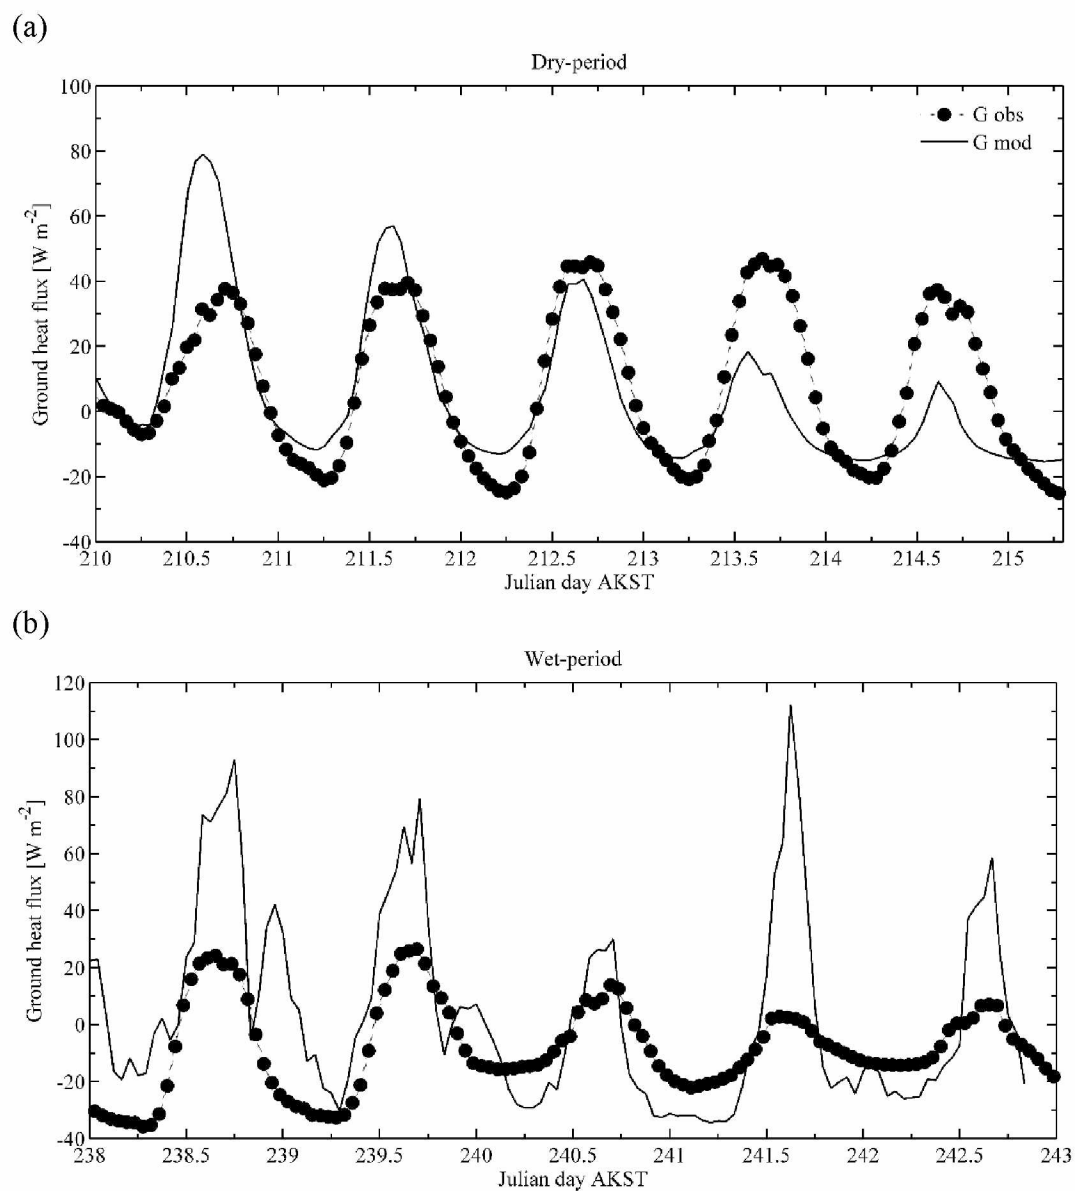 (a)
Dry-period
100
80
60
40
20
0
-20
-40
Ground heat flux [W m-2]
G obs
G mod
210 210.5 211 211.5 212 212.5 213 213.5 214 214.5 215
Julian day AKST
(b)
Wet-period
120
100
80
60
40
20
0
-20
-40
Ground heat flux [W m-2]
238 238.5 239 239.5 240 240.5 241 241.5 242 242.5 243
Julian day AKST